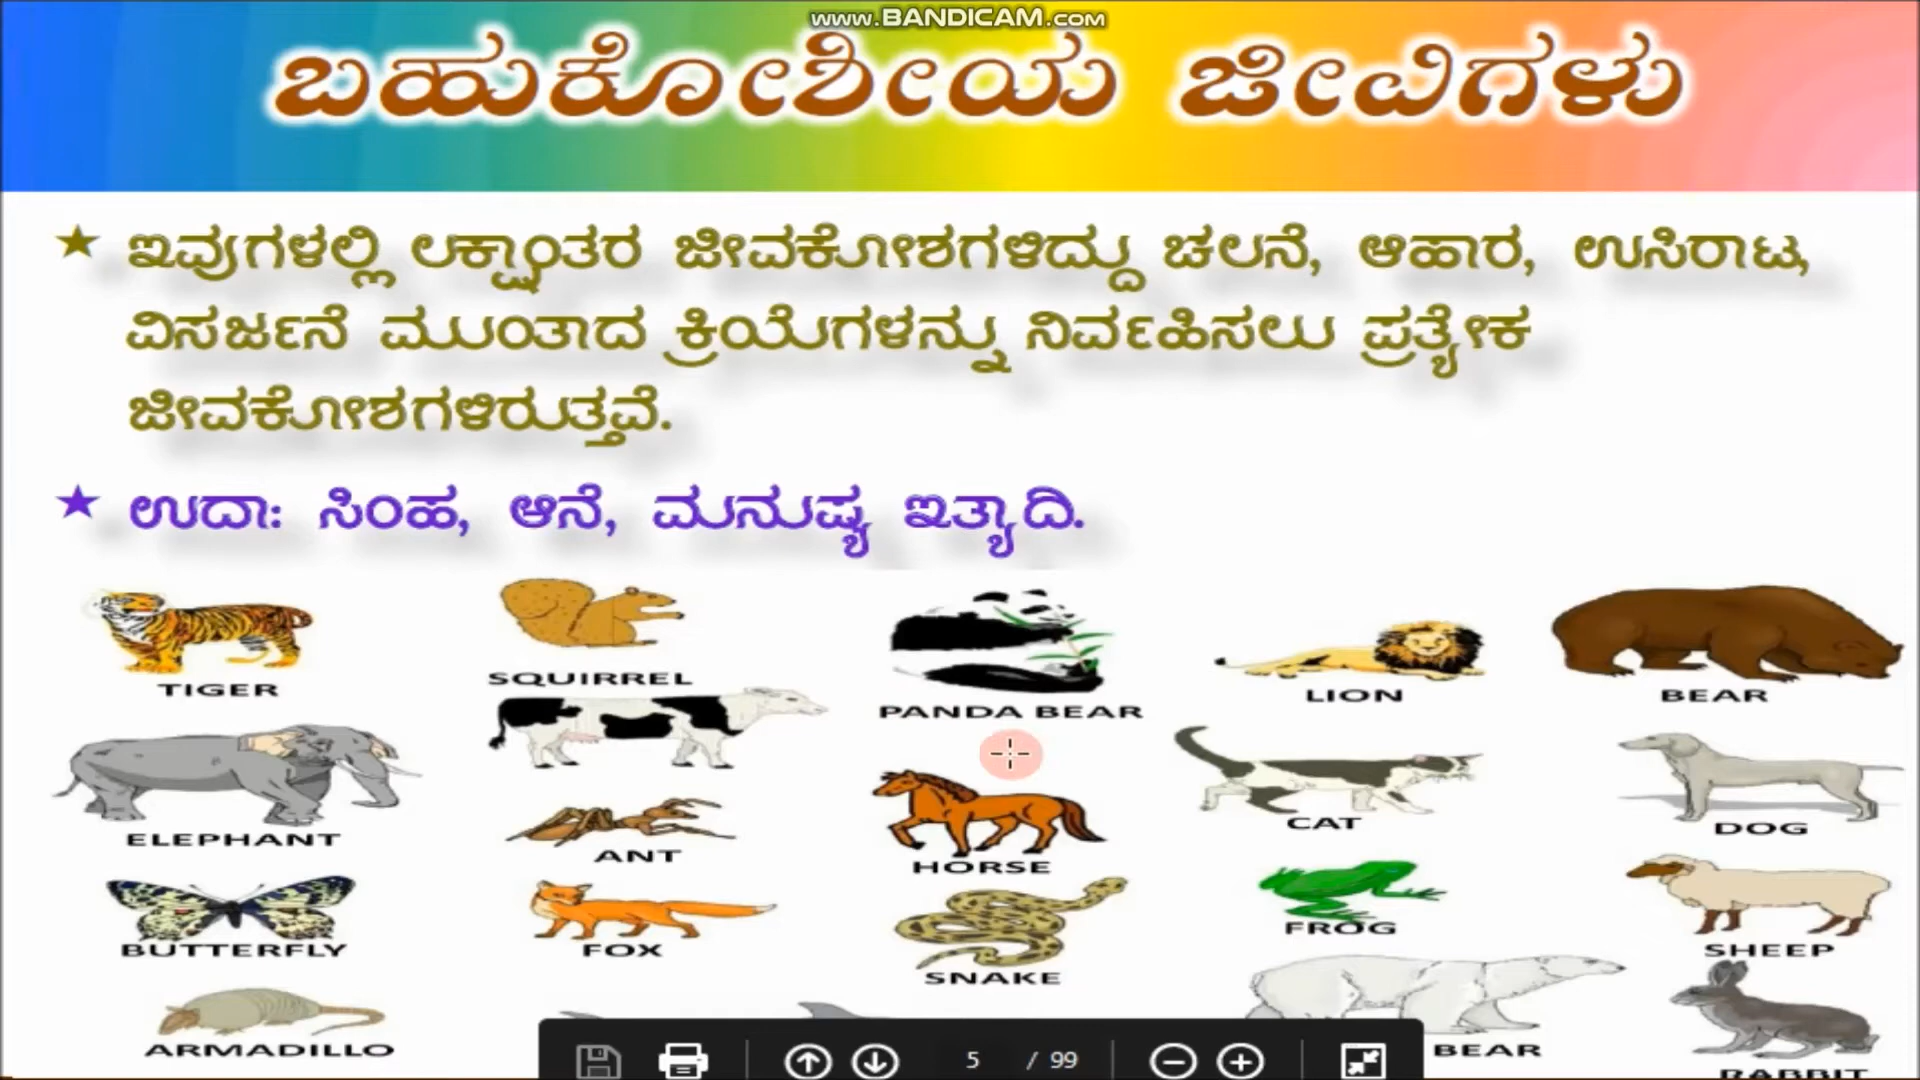 www.BANDICAM.com
ಬಹುಕೋಶೀಯ ಜೀವಿಗಳು
★ ಇವುಗಳಲ್ಲಿ ಲಕ್ಷಾಂತರ ಜೀವಕೋಶಗಳಿದ್ದು ಚಲನೆ, ಆಹಾರ, ಉಸಿರಾಟ,
ವಿಸರ್ಜನೆ ಮುಂತಾದ ಕ್ರಿಯೆಗಳನ್ನು ನಿರ್ವಹಿಸಲು ಪ್ರತ್ಯೇಕ
ಜೀವಕೋಶಗಳಿರುತ್ತವೆ.
★ ಉದಾ: ಸಿಂಹ, ಆನೆ, ಮನುಷ್ಯ ಇತ್ಯಾದಿ.
TIGER
SQUIRREL
PANDA BEAR
LION
BEAR
ELEPHANT
ANT
HORSE
CAT
DOG
BUTTERFLY
FOX
SNAKE
FROG
SHEEP
ARMADILLO
BEAR
RABBIT
5 / 99